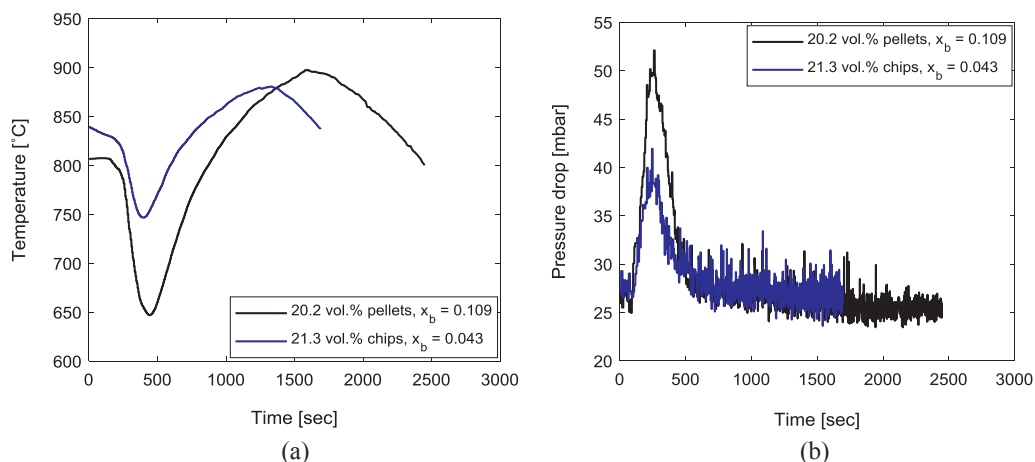 950
900
850
800
750
700
650
600
Temperature [˚C]
20.2 vol.% pellets, x_b = 0.109
21.3 vol.% chips, x_b = 0.043
0 500 1000 1500 2000 2500 3000
Time [sec]
(a)
55
50
45
40
35
30
25
20
Pressure drop [mbar]
20.2 vol.% pellets, x_b = 0.109
21.3 vol.% chips, x_b = 0.043
0 500 1000 1500 2000 2500 3000
Time [sec]
(b)